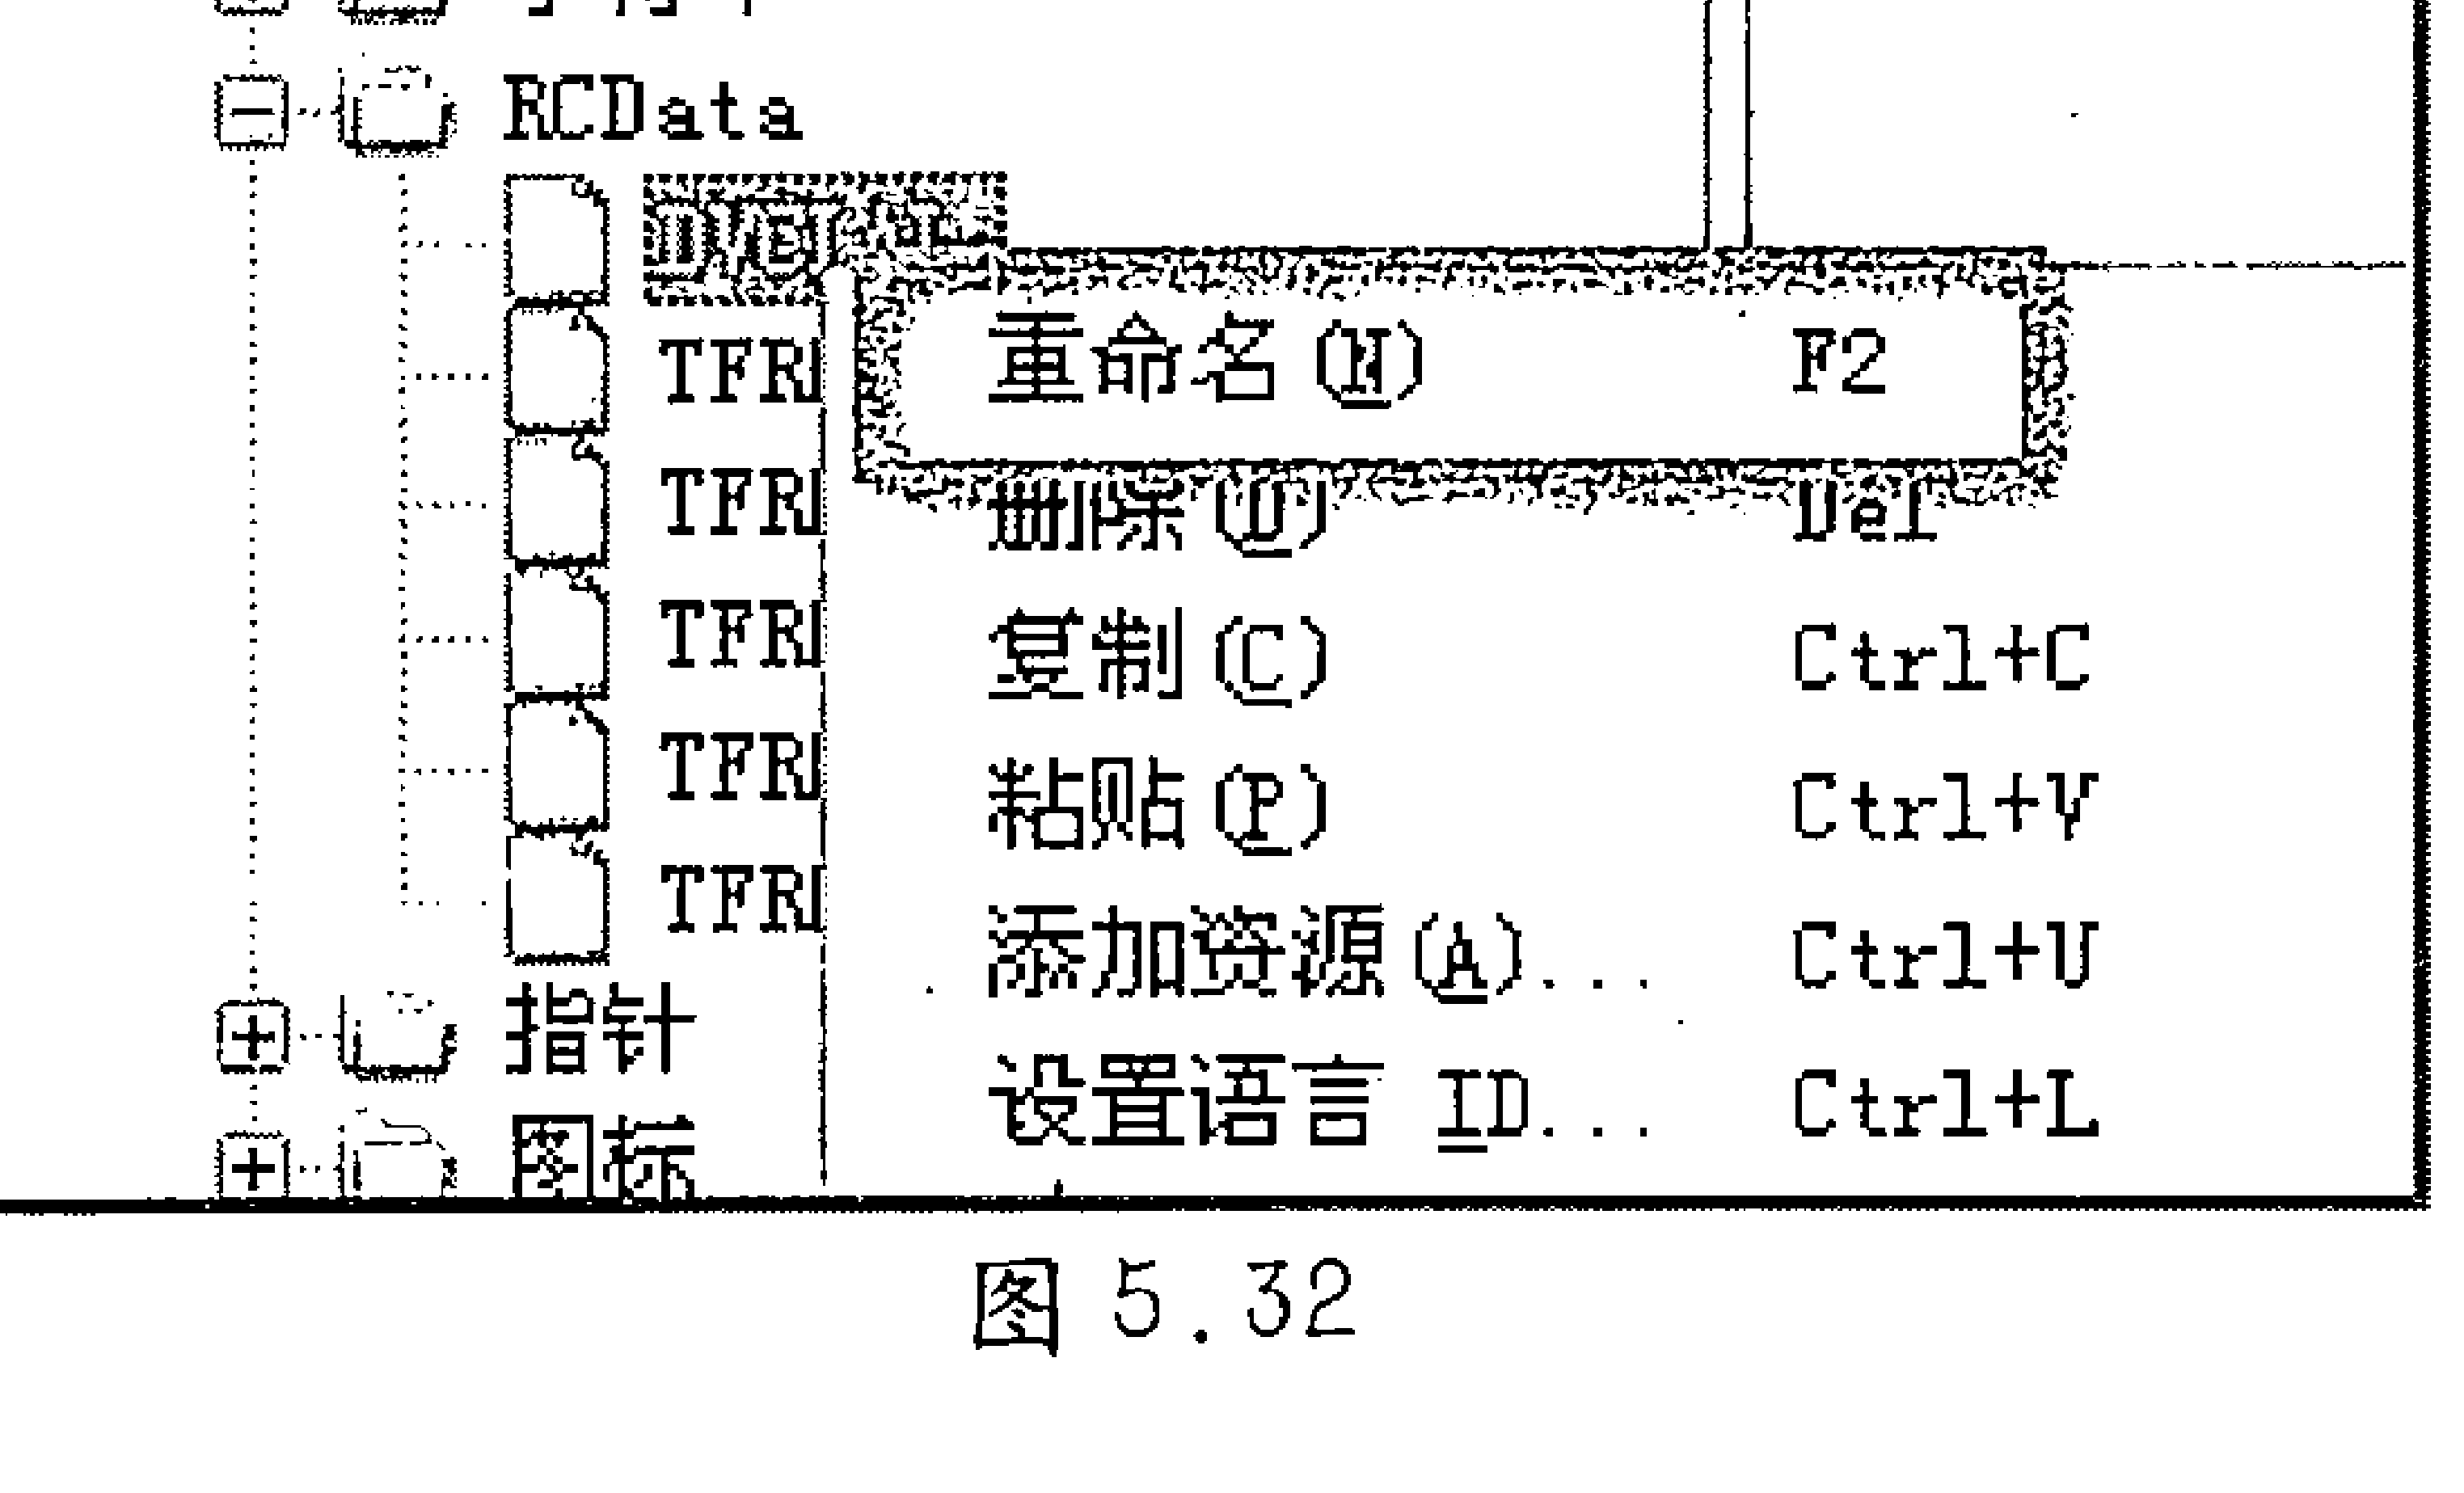 RCData
TFR
重命名(N) F2
TFR
删除(D) Del
TFR
复制(C) Ctrl+C
TFR
粘贴(P) Ctrl+V
TFR
添加资源(A)... Ctrl+U
指针
设置语言 ID... Ctrl+L
图标
图 5.32